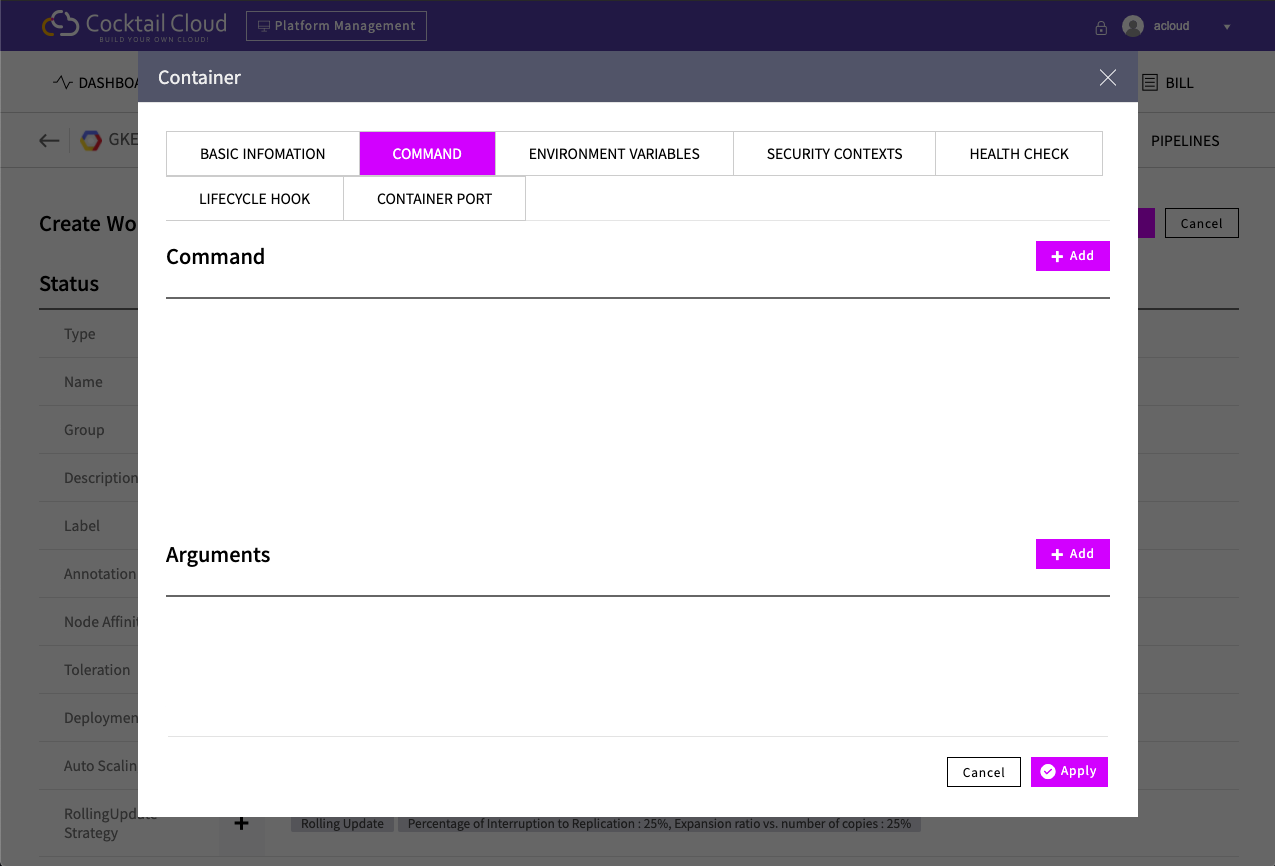 Cocktail Cloud
BUILD YOUR OWN CLOUD!
Platform Management
acloud
DASHBOA
BILL
Container
GKE
PIPELINES
BASIC INFOMATION
COMMAND
ENVIRONMENT VARIABLES
SECURITY CONTEXTS
HEALTH CHECK
LIFECYCLE HOOK
CONTAINER PORT
Create Wo
Cancel
Command
Add
Status
Type
Name
Group
Description
Label
Arguments
Add
Annotation
Node Affinit
Toleration
Deploymen
Auto Scalin
Cancel
Apply
RollingUpdate
Strategy
Rolling Update
Percentage of Interruption to Replication : 25%, Expansion ratio vs. number of copies : 25%